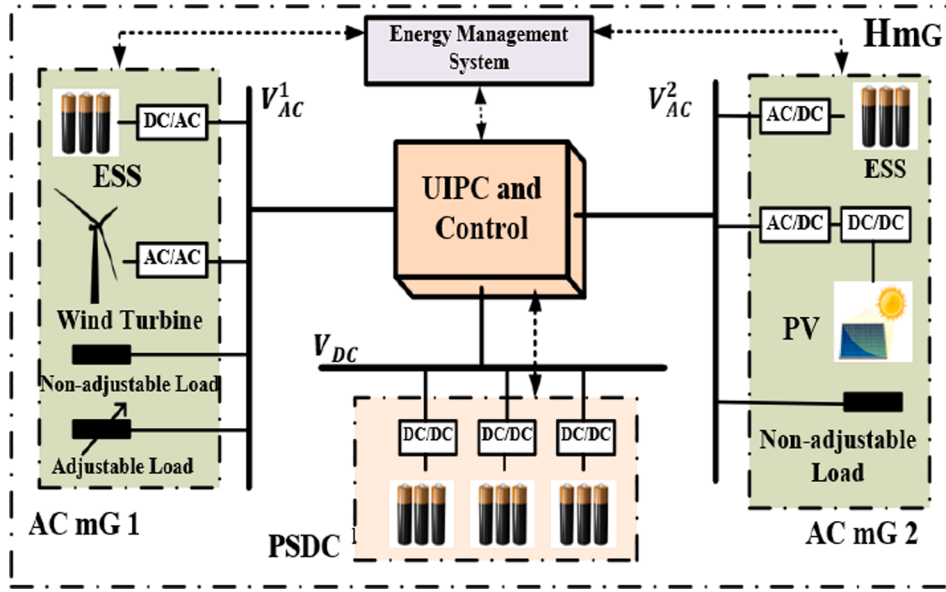 Energy Management
System
HmG
V¹AC
V²AC
DC/AC
ESS
AC/AC
Wind Turbine
Non-adjustable Load
Adjustable Load
AC mG 1
UIPC and
Control
VDC
DC/DC
DC/DC
DC/DC
PSDC
AC/DC
ESS
AC/DC
DC/DC
PV
Non-adjustable
Load
AC mG 2